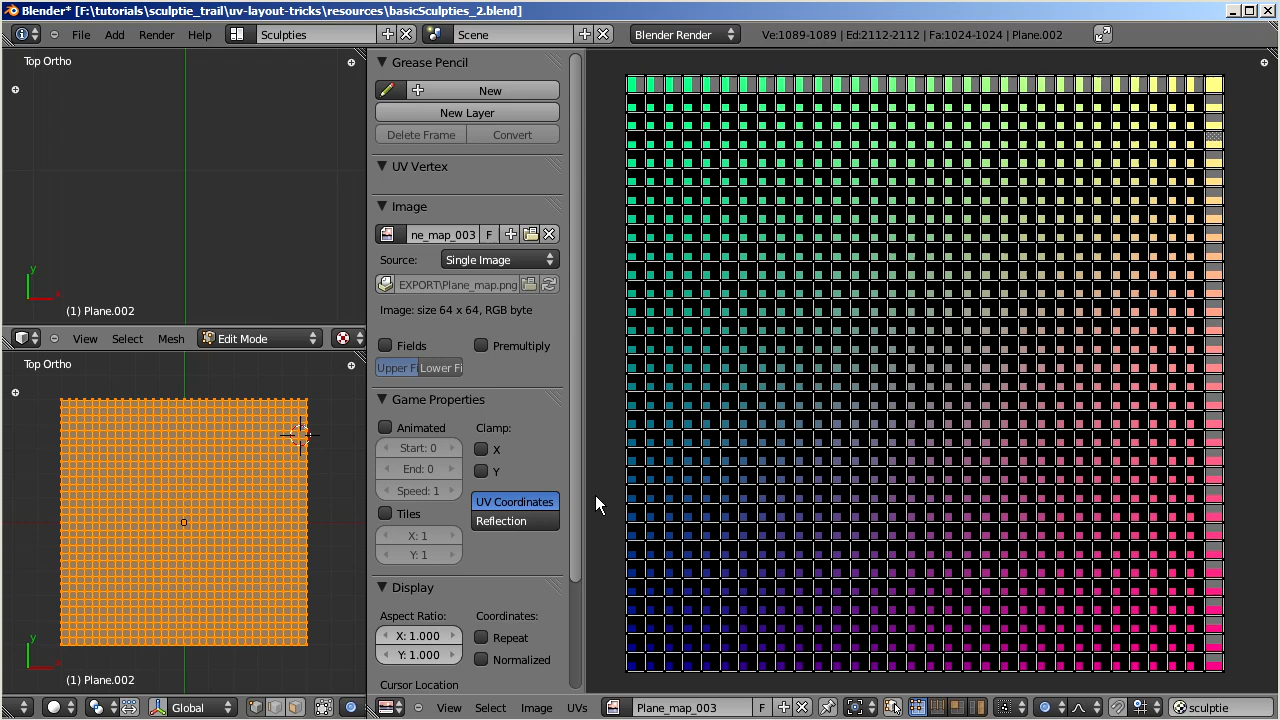 Blender* [F:\tutorials\sculptie_trail\uv-layout-tricks\resources\basicSculpties_2.blend]
File Add Render Help Sculpties Scene Blender Render Ve:1089-1089 | Ed:2112-2112 | Fa:1024-1024 | Plane.002
Top Ortho
y
x
(1) Plane.002
View Select Mesh Edit Mode
Top Ortho
y
x
(1) Plane.002
Global
Grease Pencil
New
New Layer
Delete Frame Convert
UV Vertex
Image
ne_map_003 F
Source: Single Image
EXPORT\Plane_map.png
Image: size 64 x 64, RGB byte
Fields Premultiply
Upper Fi Lower Fi
Game Properties
Animated Clamp:
Start: 0 X
End: 0 Y
Speed: 1 UV Coordinates
Tiles Reflection
X: 1
Y: 1
Display
Aspect Ratio: Coordinates:
X: 1.000 Repeat
Y: 1.000 Normalized
Cursor Location
View Select Image UVs Plane_map_003 F sculptie